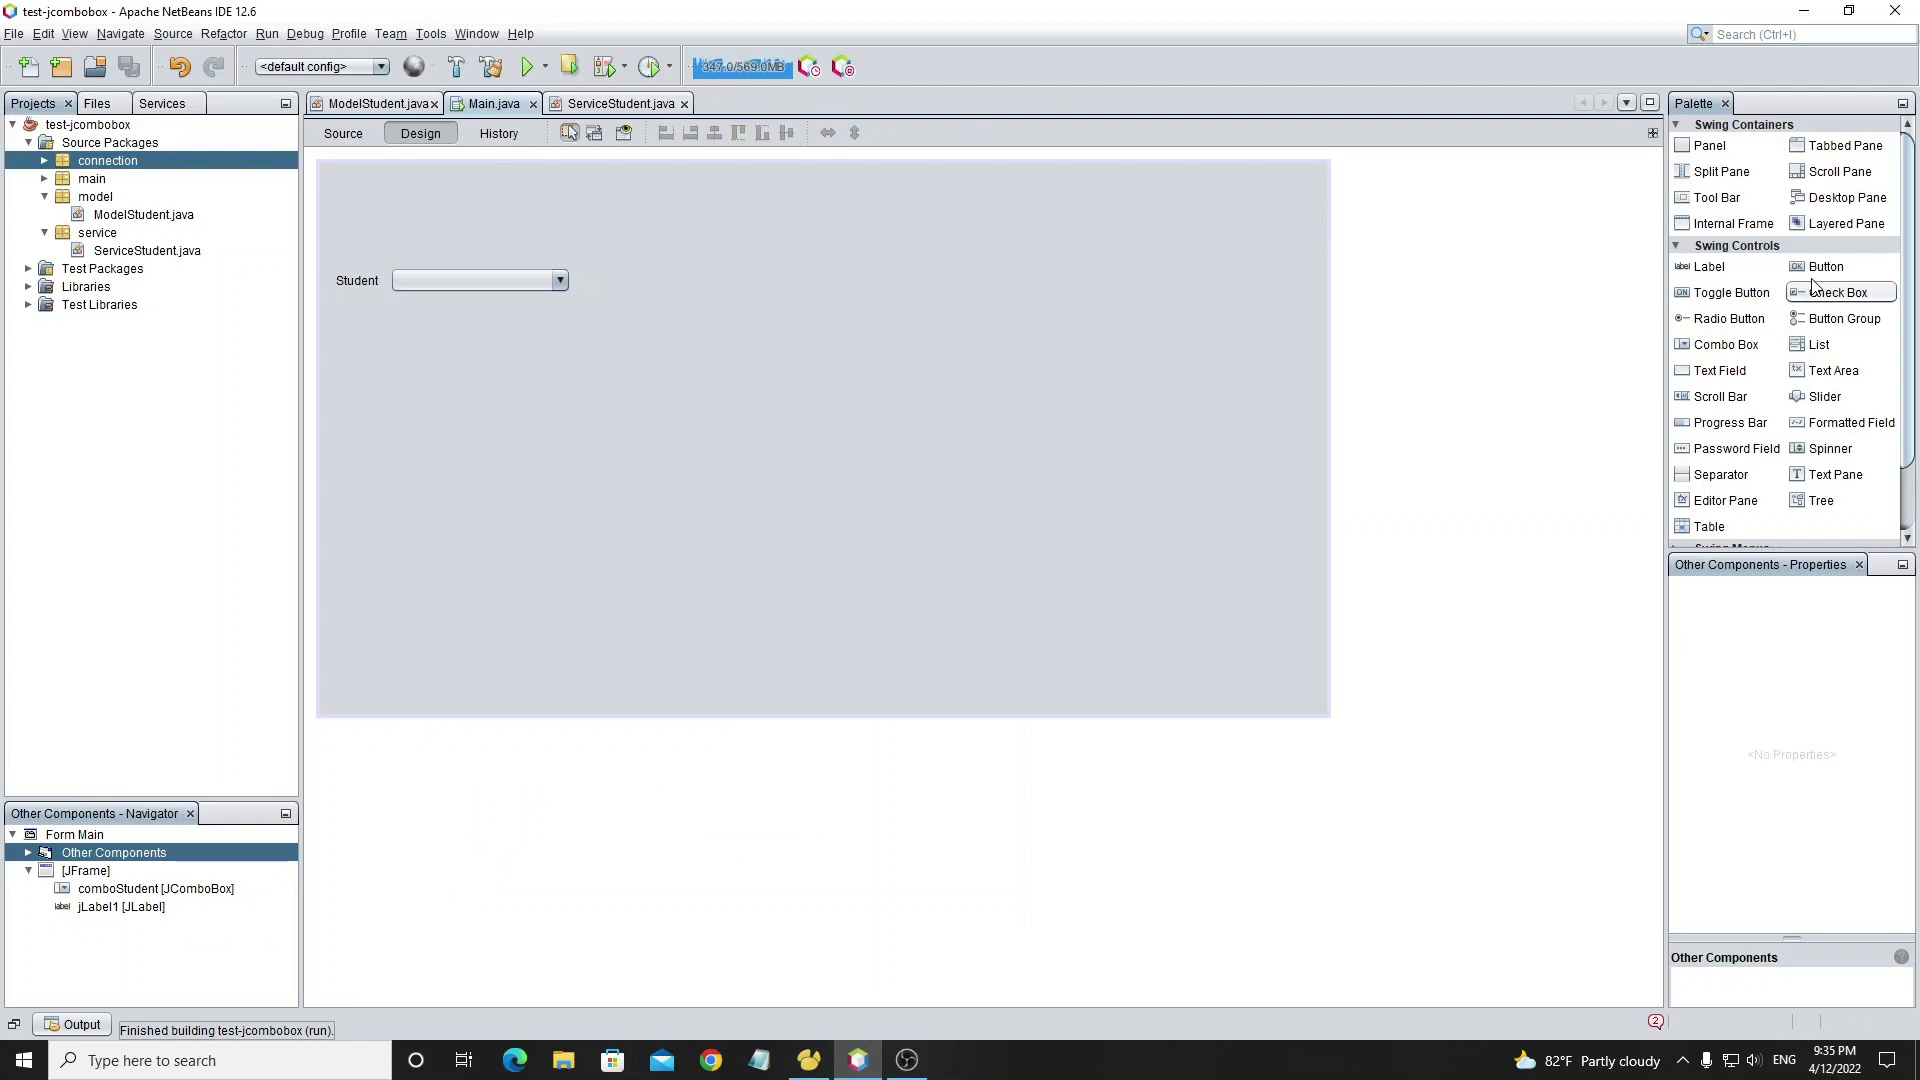 test-jcombobox - Apache NetBeans IDE 12.6
File Edit View Navigate Source Refactor Run Debug Profile Team Tools Window Help
Search (Ctrl+I)
<default config>
347.0/569.0MB
Projects Files Services
ModelStudent.java Main.java ServiceStudent.java
Palette
Source Design History
test-jcombobox
Source Packages
connection
main
model
ModelStudent.java
service
ServiceStudent.java
Test Packages
Libraries
Test Libraries
Student
Swing Containers
Panel Tabbed Pane
Split Pane Scroll Pane
Tool Bar Desktop Pane
Internal Frame Layered Pane
Swing Controls
Label Button
Toggle Button Check Box
Radio Button Button Group
Combo Box List
Text Field Text Area
Scroll Bar Slider
Progress Bar Formatted Field
Password Field Spinner
Separator Text Pane
Editor Pane Tree
Table
Other Components - Properties
<No Properties>
Other Components
Other Components - Navigator
Form Main
Other Components
[JFrame]
comboStudent [JComboBox]
jLabel1 [JLabel]
Output
Finished building test-jcombobox (run).
2
Type here to search
82°F Partly cloudy
ENG
9:35 PM
4/12/2022